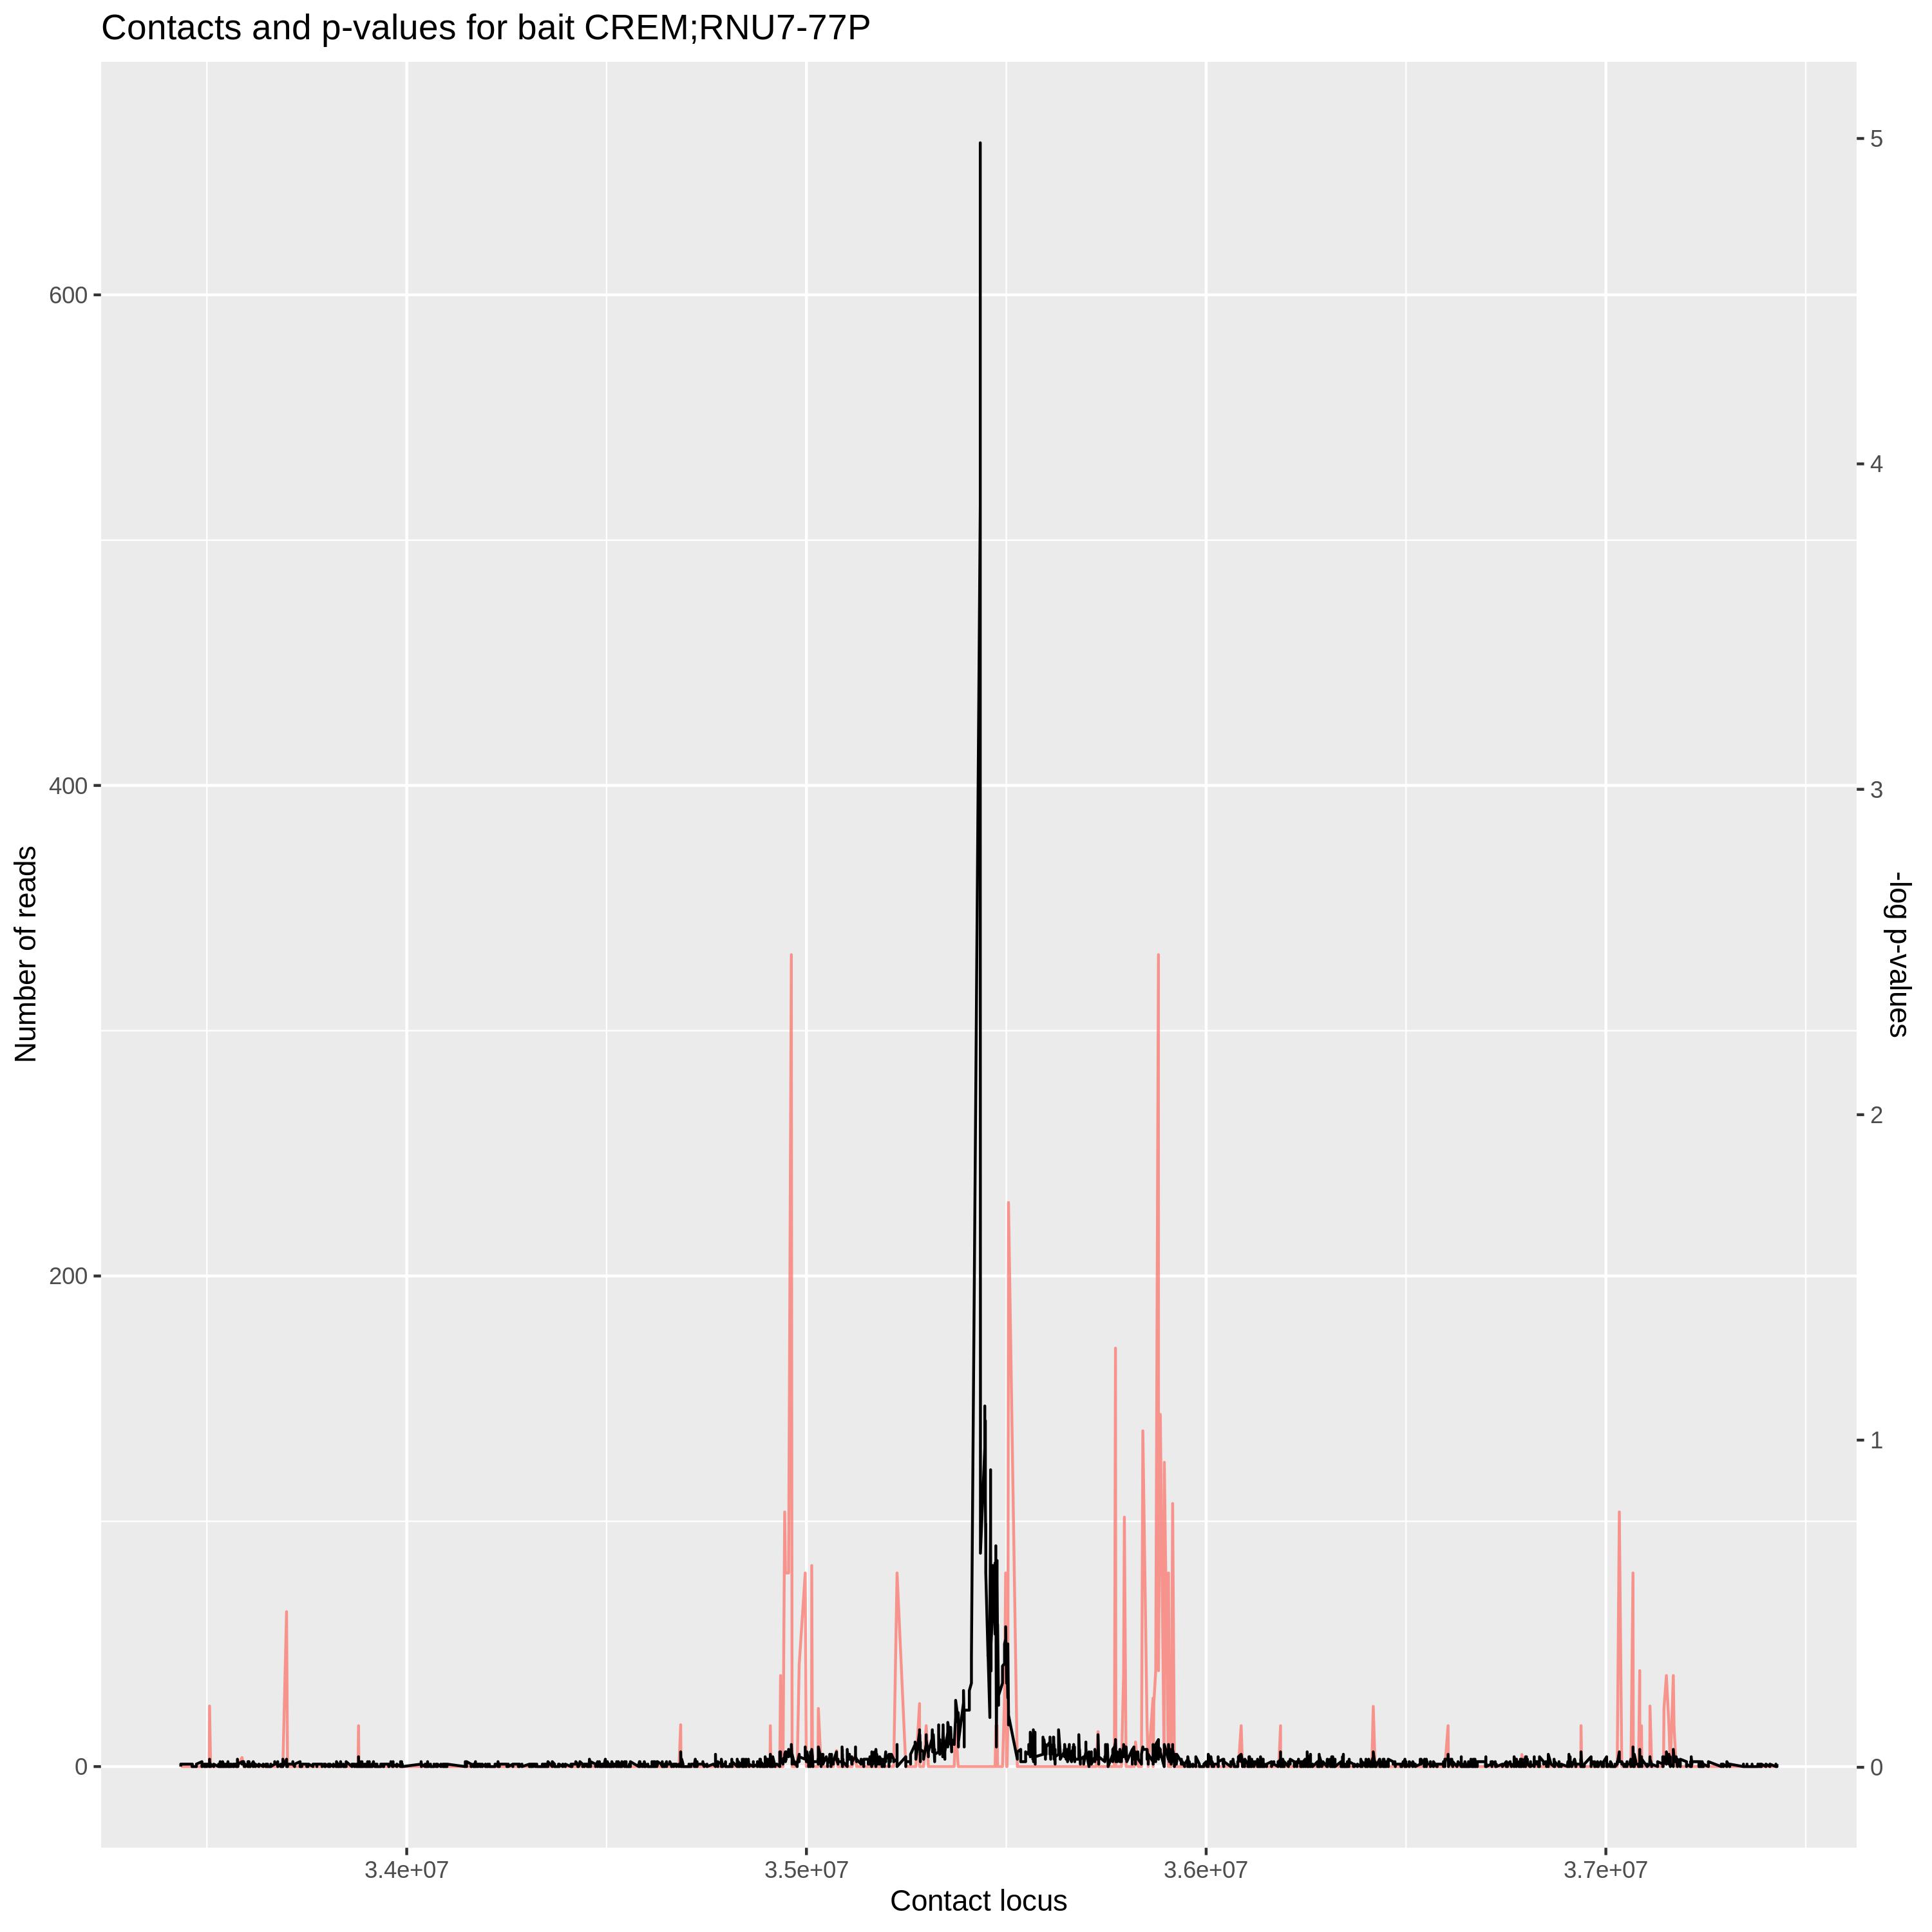 Contacts and p-values for bait CREM;RNU7-77P
600
400
200
0
Number of reads
5
4
3
2
1
0
-log p-values
3.4e+07
3.5e+07
3.6e+07
3.7e+07
Contact locus